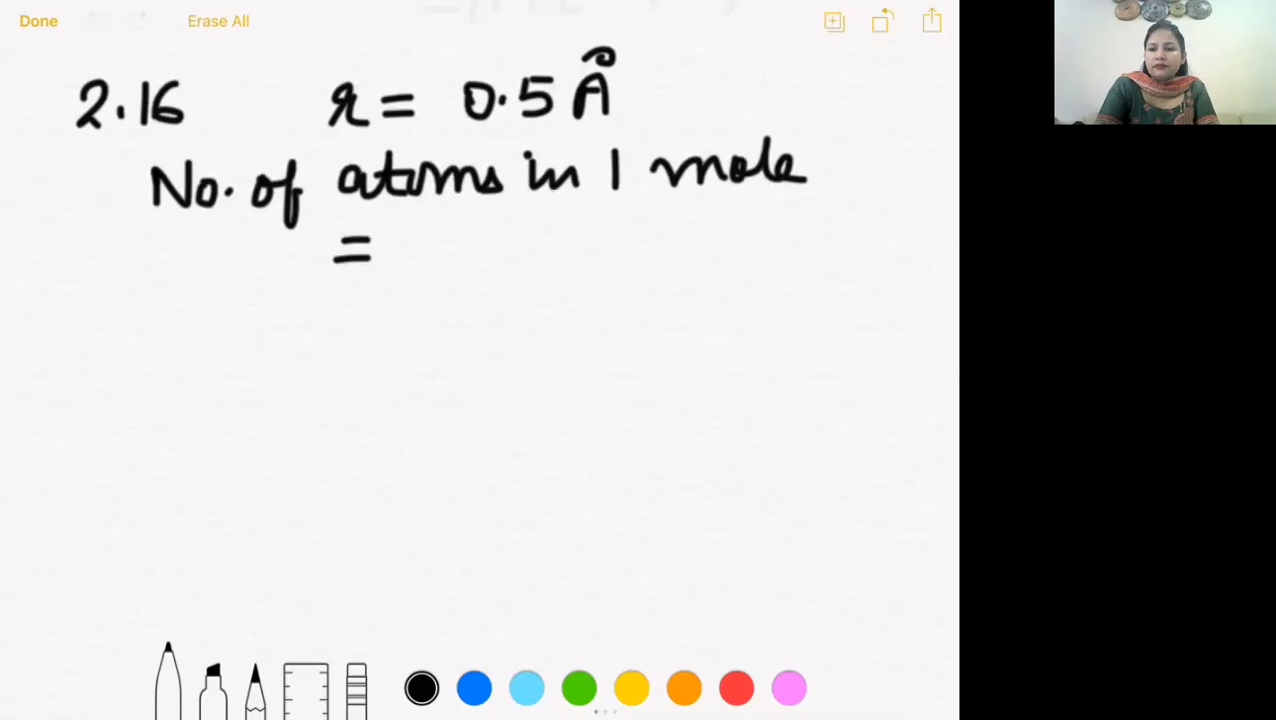 Done Erase All
2.16 r = 0.5 Å
No. of atoms in 1 mole
=